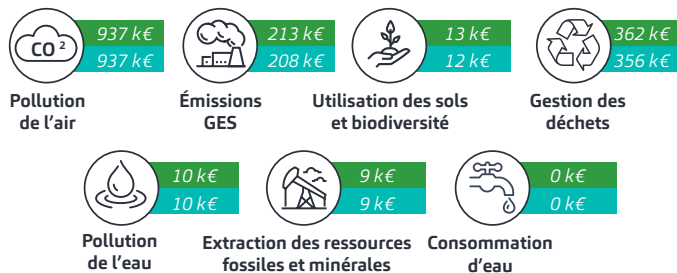 CO 2
937 k€
937 k€
Pollution
de l'air
213 k€
208 k€
Émissions
GES
13 k€
12 k€
Utilisation des sols
et biodiversité
362 k€
356 k€
Gestion des
déchets
10 k€
10 k€
Pollution
de l'eau
9 k€
9 k€
Extraction des ressources
fossiles et minérales
0 k€
0 k€
Consommation
d'eau